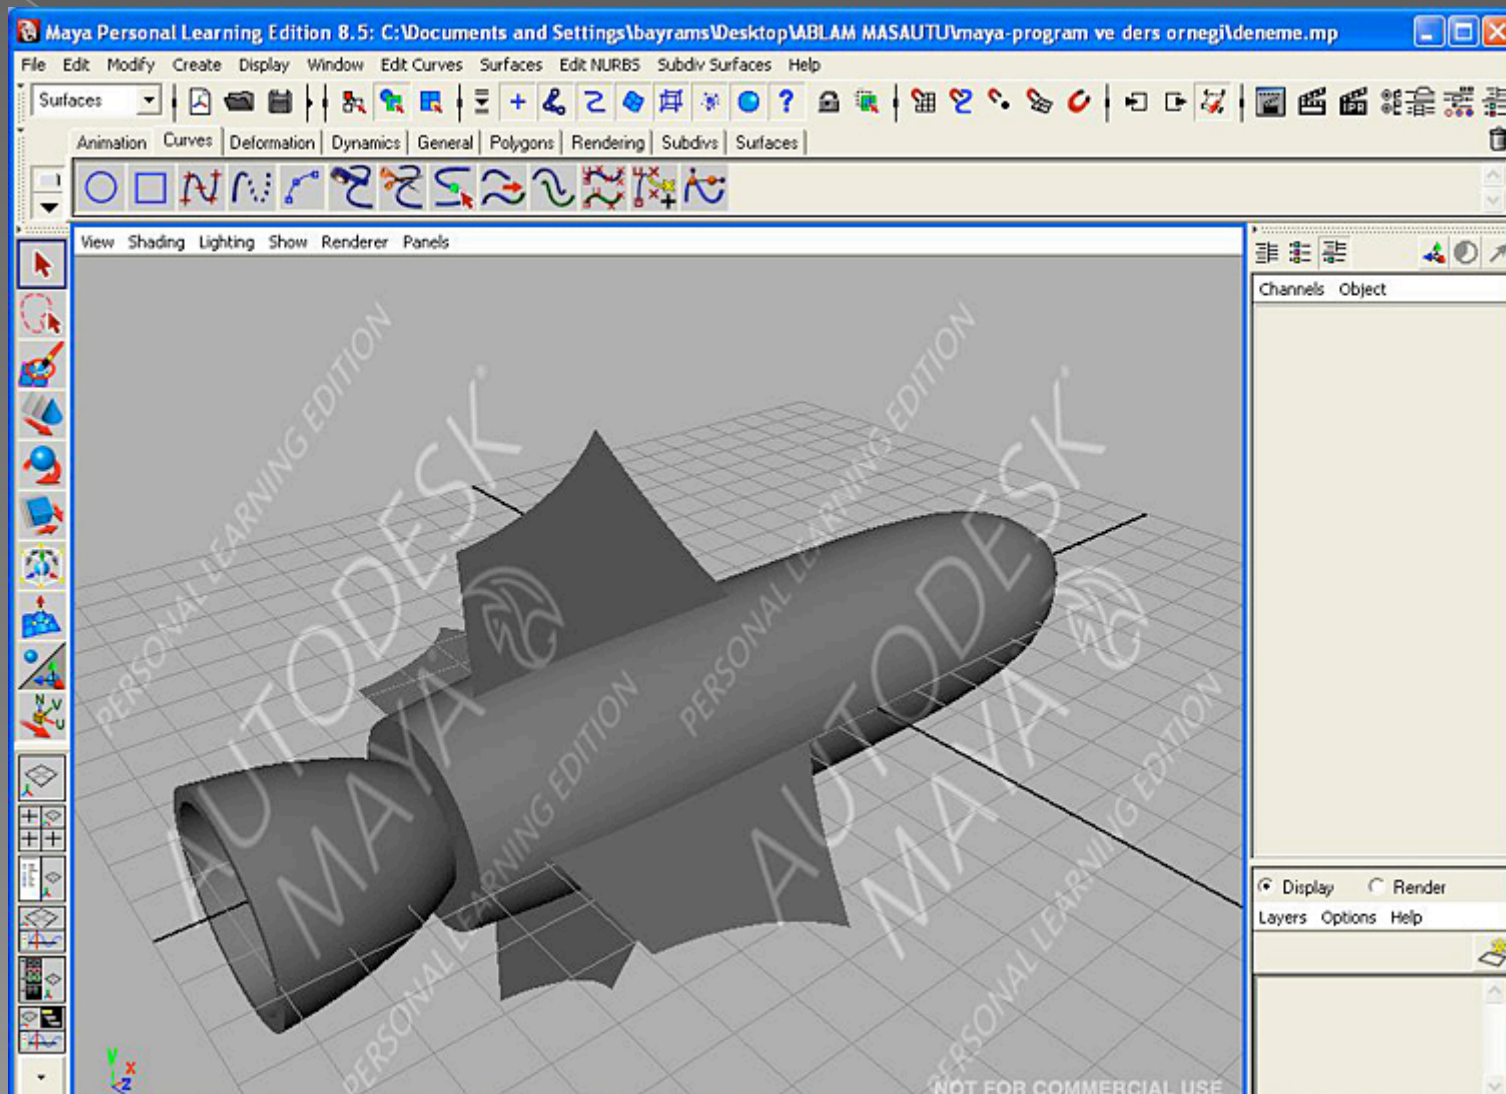 Maya Personal Learning Edition 8.5: C:\Documents and Settings\bayrams\Desktop\ABLAM MASAUTU\maya-program ve ders ornegi\deneme.mp
File Edit Modify Create Display Window Edit Curves Surfaces Edit NURBS Subdiv Surfaces Help
Surfaces
Animation Curves Deformation Dynamics General Polygons Rendering Subdivs Surfaces
View Shading Lighting Show Renderer Panels
Channels Object
PERSONAL LEARNING EDITION
AUTODESK®
MAYA
PERSONAL LEARNING EDITION
AUTODESK®
MAYA
PERSONAL LEARNING EDITION
PERSONAL LEARNING EDITION
Display Render
Layers Options Help
NOT FOR COMMERCIAL USE
y
x
z